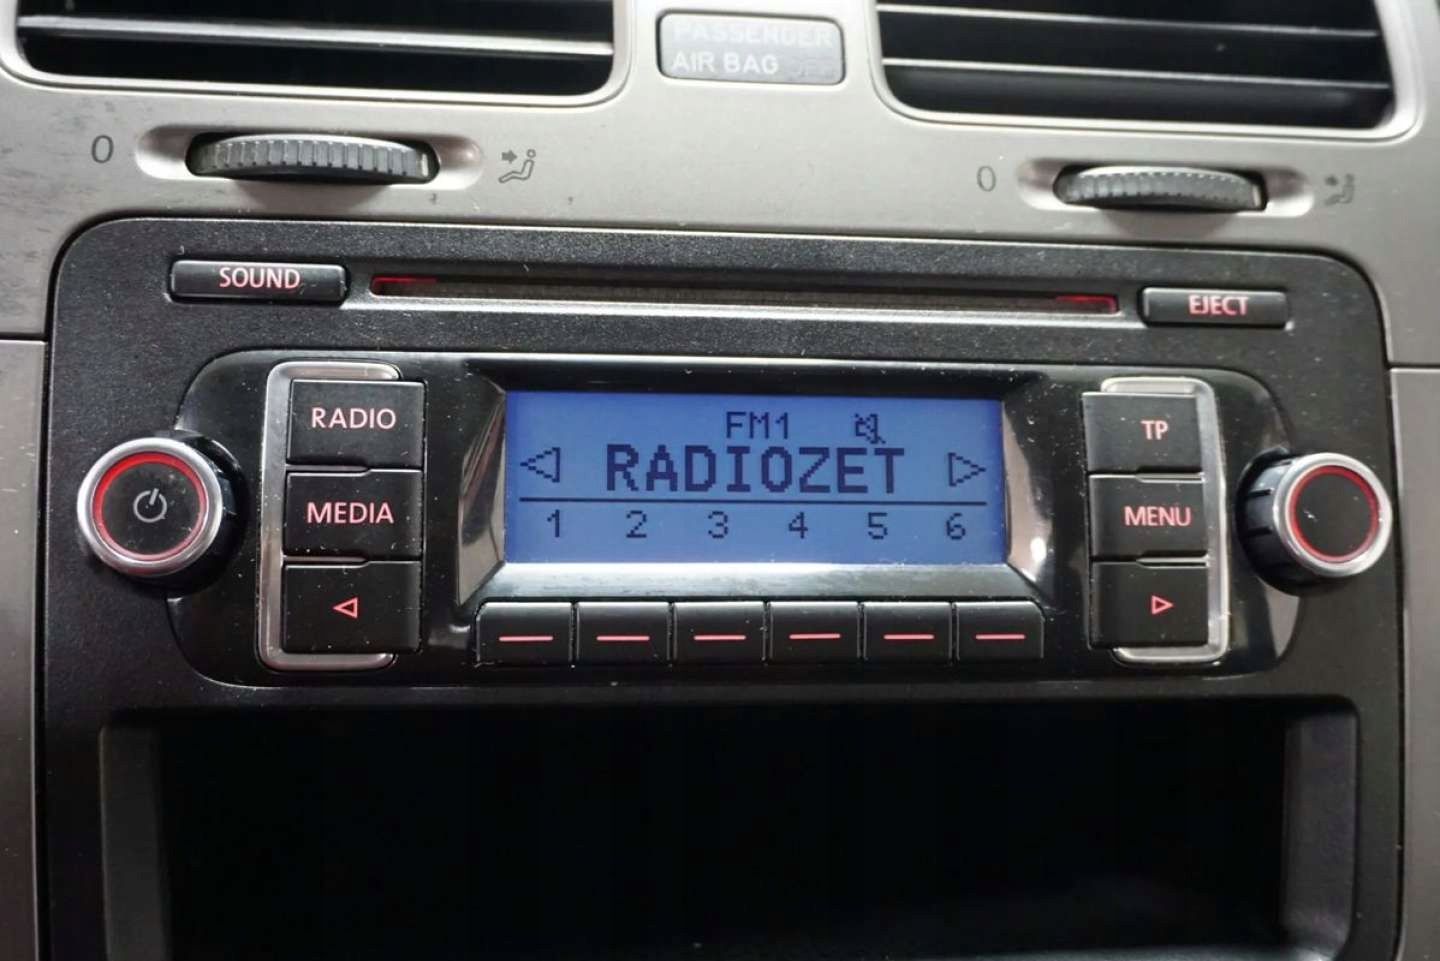 PASSENGER
AIR BAG OFF
0
0
SOUND
EJECT
RADIO
MEDIA
FM1
RADIOZET
1 2 3 4 5 6
TP
MENU